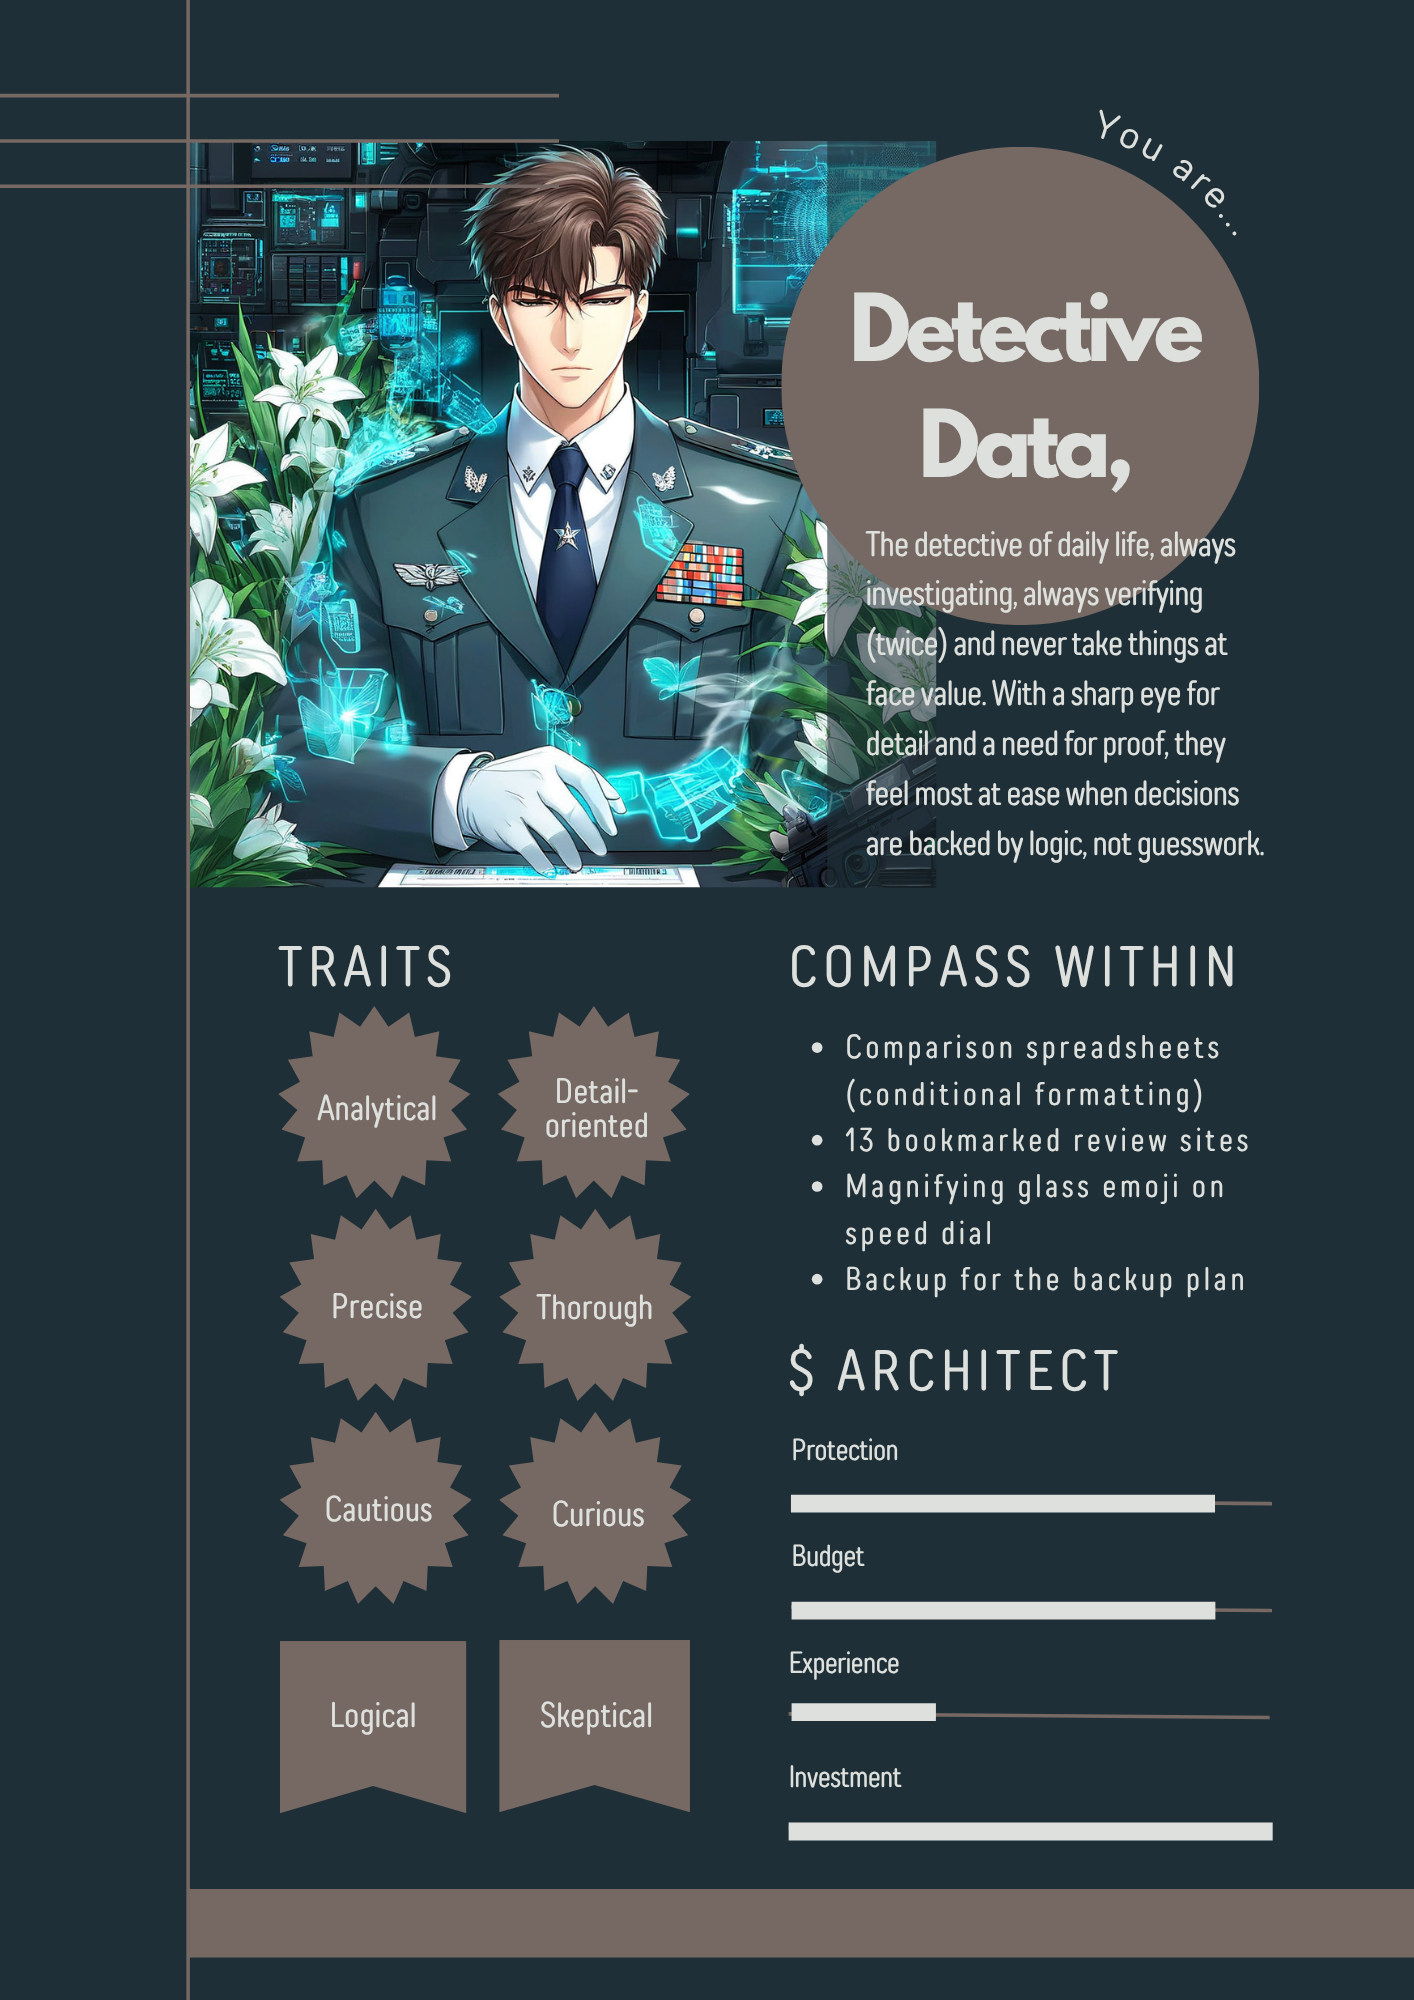 You are...
Detective
Data,
The detective of daily life, always
investigating, always verifying
(twice) and never take things at
face value. With a sharp eye for
detail and a need for proof, they
feel most at ease when decisions
are backed by logic, not guesswork.
TRAITS
Analytical
Detail-
oriented
Precise
Thorough
Cautious
Curious
Logical
Skeptical
COMPASS WITHIN
• Comparison spreadsheets
(conditional formatting)
• 13 bookmarked review sites
• Magnifying glass emoji on
speed dial
• Backup for the backup plan
$ ARCHITECT
Protection
Budget
Experience
Investment